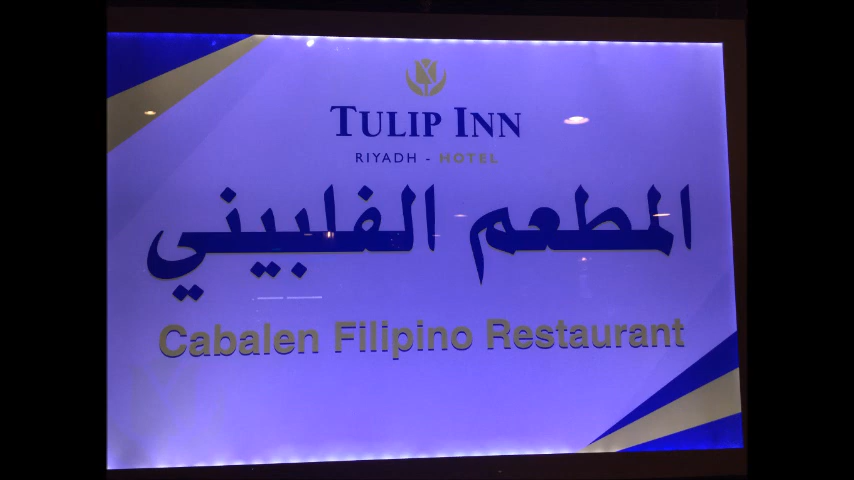 TULIP INN
RIYADH - HOTEL
المطعم الفلبيني
Cabalen Filipino Restaurant